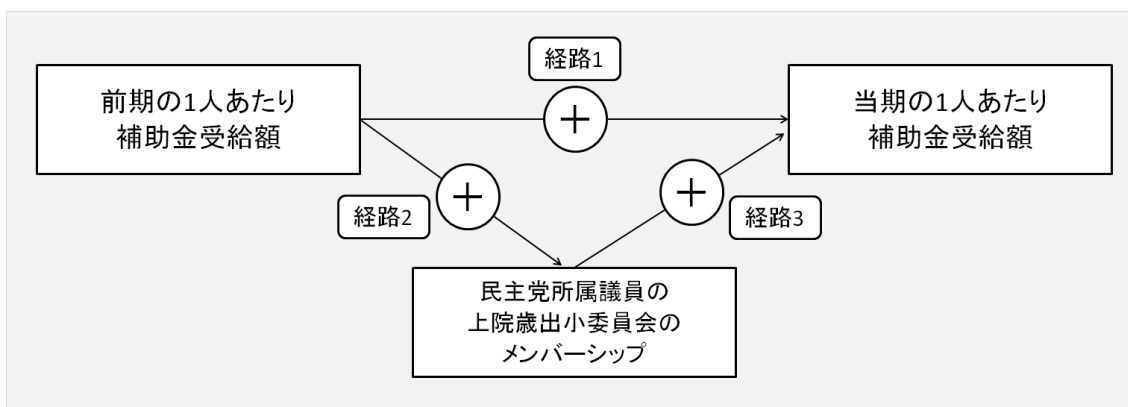 経路1
前期の1人あたり
補助金受給額
+
当期の1人あたり
補助金受給額
経路2
+
+
経路3
民主党所属議員の
上院歳出小委員会の
メンバーシップ